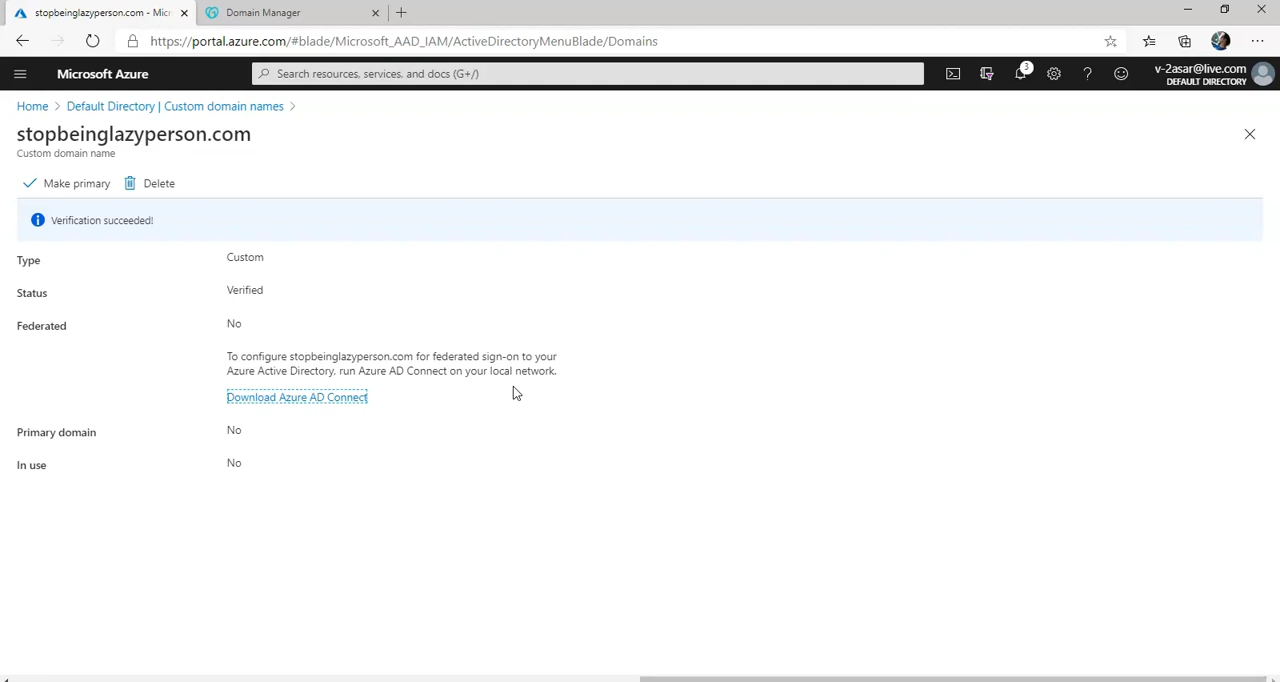 stopbeinglazyperson.com - Micr
Domain Manager
https://portal.azure.com/#blade/Microsoft_AAD_IAM/ActiveDirectoryMenuBlade/Domains
Microsoft Azure
Search resources, services, and docs (G+/)
3
v-2asar@live.com
DEFAULT DIRECTORY
Home > Default Directory | Custom domain names >
stopbeinglazyperson.com
Custom domain name
Make primary
Delete
Verification succeeded!
Type
Custom
Status
Verified
Federated
No
To configure stopbeinglazyperson.com for federated sign-on to your
Azure Active Directory, run Azure AD Connect on your local network.
Download Azure AD Connect
Primary domain
No
In use
No